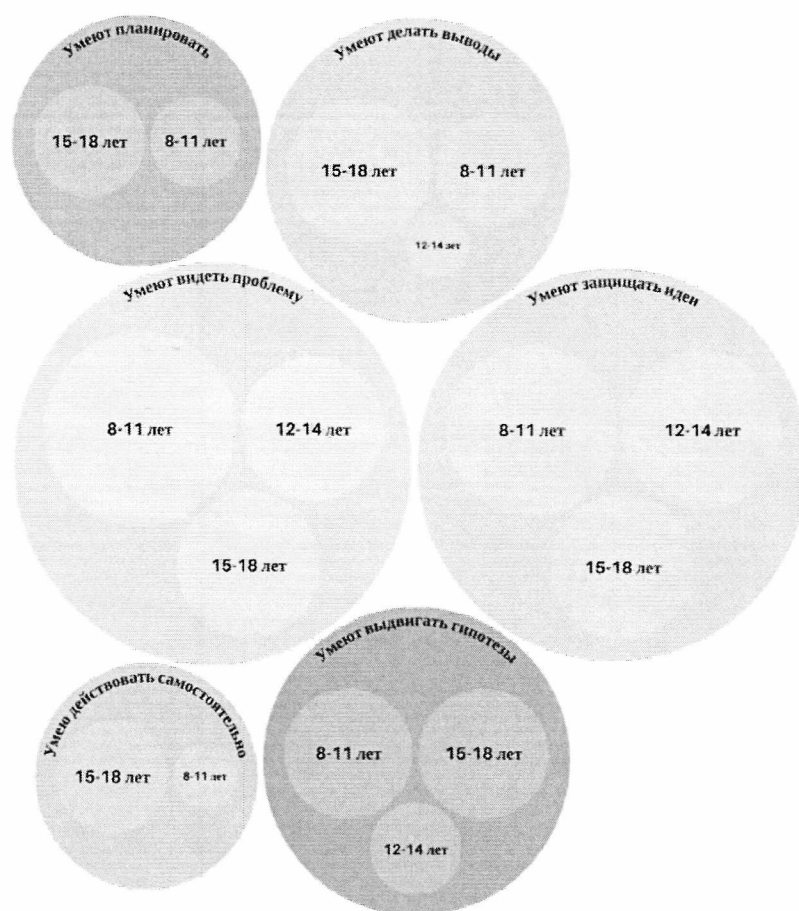 Умеют планировать
15-18 лет
8-11 лет
Умеют делать выводы
15-18 лет
8-11 лет
12-14 лет
Умеют видеть проблему
8-11 лет
12-14 лет
15-18 лет
Умеют защищать идеи
8-11 лет
12-14 лет
15-18 лет
Умею действовать самостоятельно
15-18 лет
8-11 лет
Умеют выдвигать гипотезы
8-11 лет
15-18 лет
12-14 лет